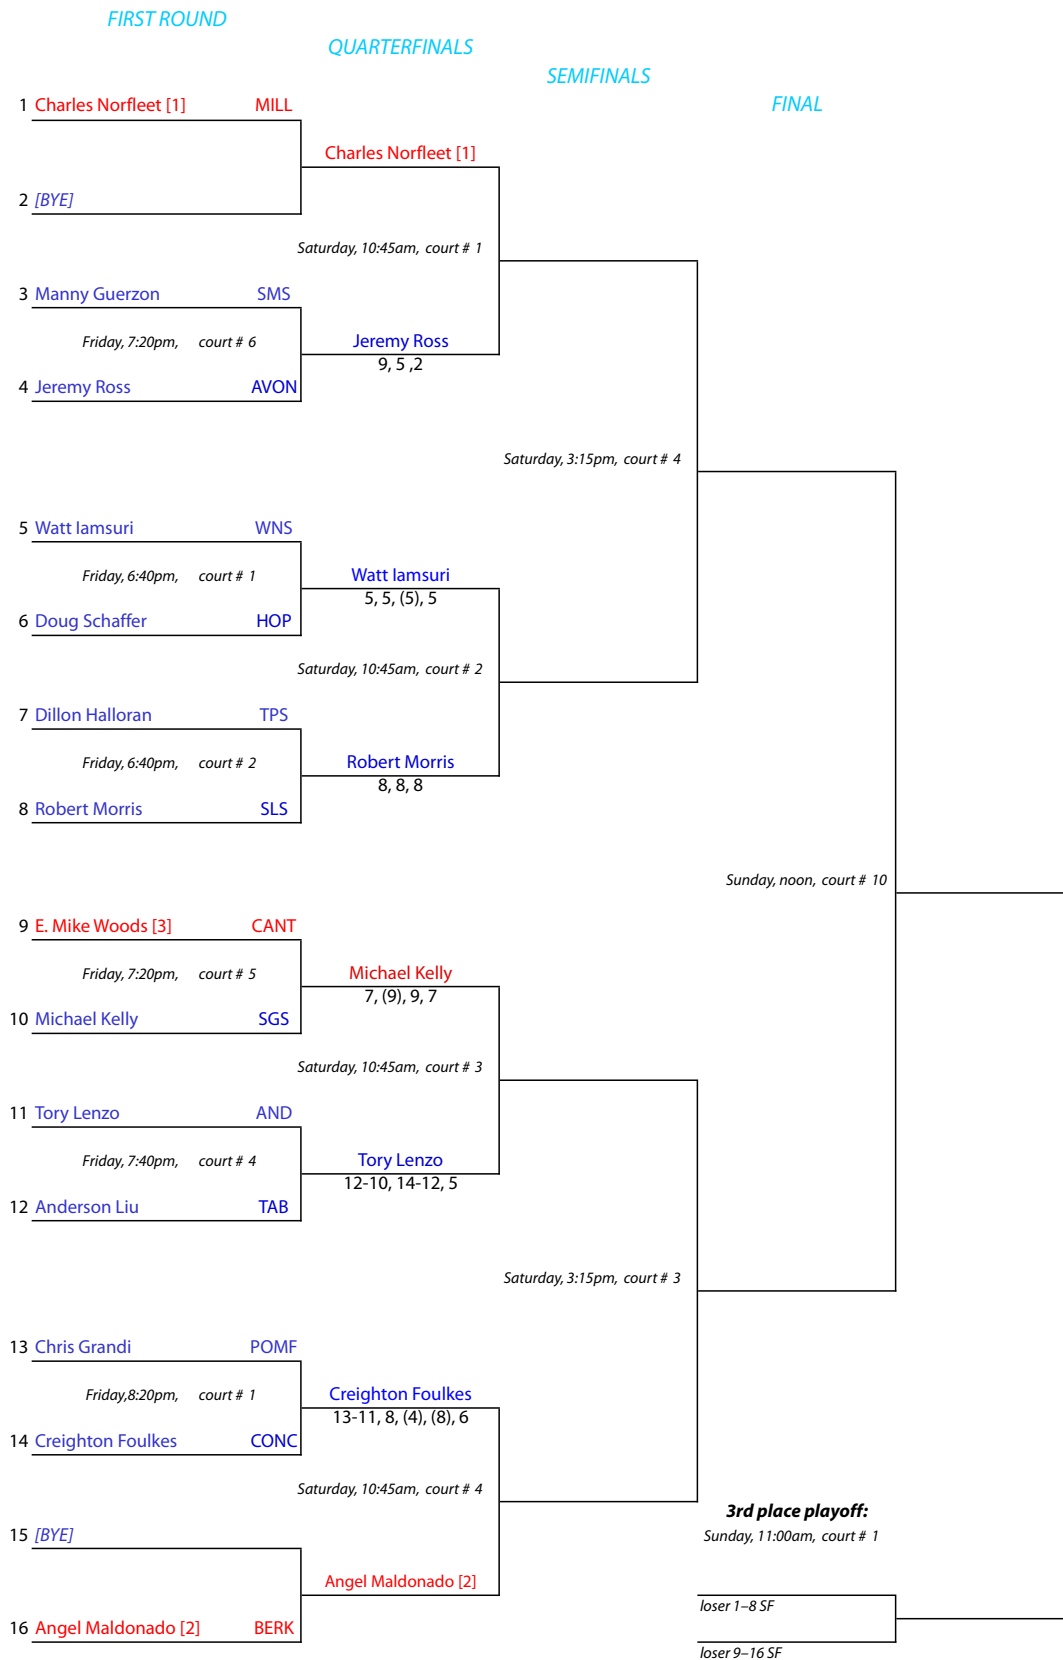 FIRST ROUND
QUARTERFINALS
SEMIFINALS
FINAL
1 Charles Norfleet [1] MILL
Charles Norfleet [1]
2 [BYE]
Saturday, 10:45am, court # 1
3 Manny Guerzon SMS
Friday, 7:20pm, court # 6
Jeremy Ross
9, 5 ,2
4 Jeremy Ross AVON
Saturday, 3:15pm, court # 4
5 Watt Iamsuri WNS
Friday, 6:40pm, court # 1
Watt Iamsuri
5, 5, (5), 5
6 Doug Schaffer HOP
Saturday, 10:45am, court # 2
7 Dillon Halloran TPS
Friday, 6:40pm, court # 2
Robert Morris
8, 8, 8
8 Robert Morris SLS
Sunday, noon, court # 10
9 E. Mike Woods [3] CANT
Friday, 7:20pm, court # 5
Michael Kelly
7, (9), 9, 7
10 Michael Kelly SGS
Saturday, 10:45am, court # 3
11 Tory Lenzo AND
Friday, 7:40pm, court # 4
Tory Lenzo
12-10, 14-12, 5
12 Anderson Liu TAB
Saturday, 3:15pm, court # 3
13 Chris Grandi POMF
Friday,8:20pm, court # 1
Creighton Foulkes
13-11, 8, (4), (8), 6
14 Creighton Foulkes CONC
Saturday, 10:45am, court # 4
3rd place playoff:
15 [BYE]
Sunday, 11:00am, court # 1
Angel Maldonado [2]
loser 1–8 SF
16 Angel Maldonado [2] BERK
loser 9–16 SF